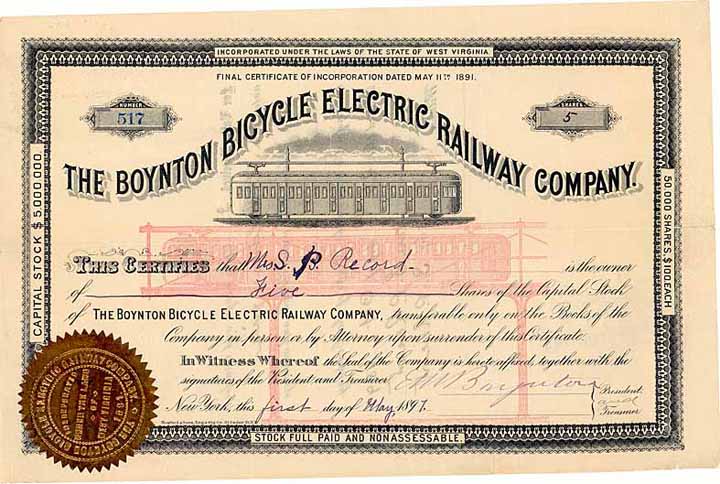 INCORPORATED UNDER THE LAWS OF THE STATE OF WEST VIRGINIA.
FINAL CERTIFICATE OF INCORPORATION DATED MAY 11TH 1891.
NUMBER
517
SHARES
5
THE BOYNTON BICYCLE ELECTRIC RAILWAY COMPANY.
CAPITAL STOCK $5,000,000.
50,000 SHARES $100 EACH
THIS CERTIFIES that Mrs S. B. Record is the owner
of Five Shares of the Capital Stock
of THE BOYNTON BICYCLE ELECTRIC RAILWAY COMPANY, transferable only on the Books of the
Company in person or by Attorney upon surrender of this Certificate.
In Witness Whereof the Seal of the Company is hereto affixed, together with the
signatures of the President and Treasurer
E M Boynton
President
and
Treasurer
New York, this first day of May, 1897.
STOCK FULL PAID AND NONASSESSABLE.